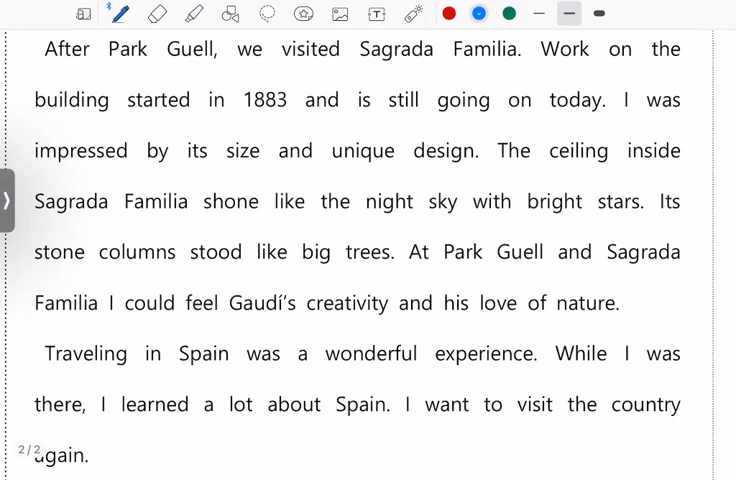 After Park Guell, we visited Sagrada Familia. Work on the
building started in 1883 and is still going on today. I was
impressed by its size and unique design. The ceiling inside
Sagrada Familia shone like the night sky with bright stars. Its
stone columns stood like big trees. At Park Guell and Sagrada
Familia I could feel Gaudí's creativity and his love of nature.
Traveling in Spain was a wonderful experience. While I was
there, I learned a lot about Spain. I want to visit the country
again.
2/2